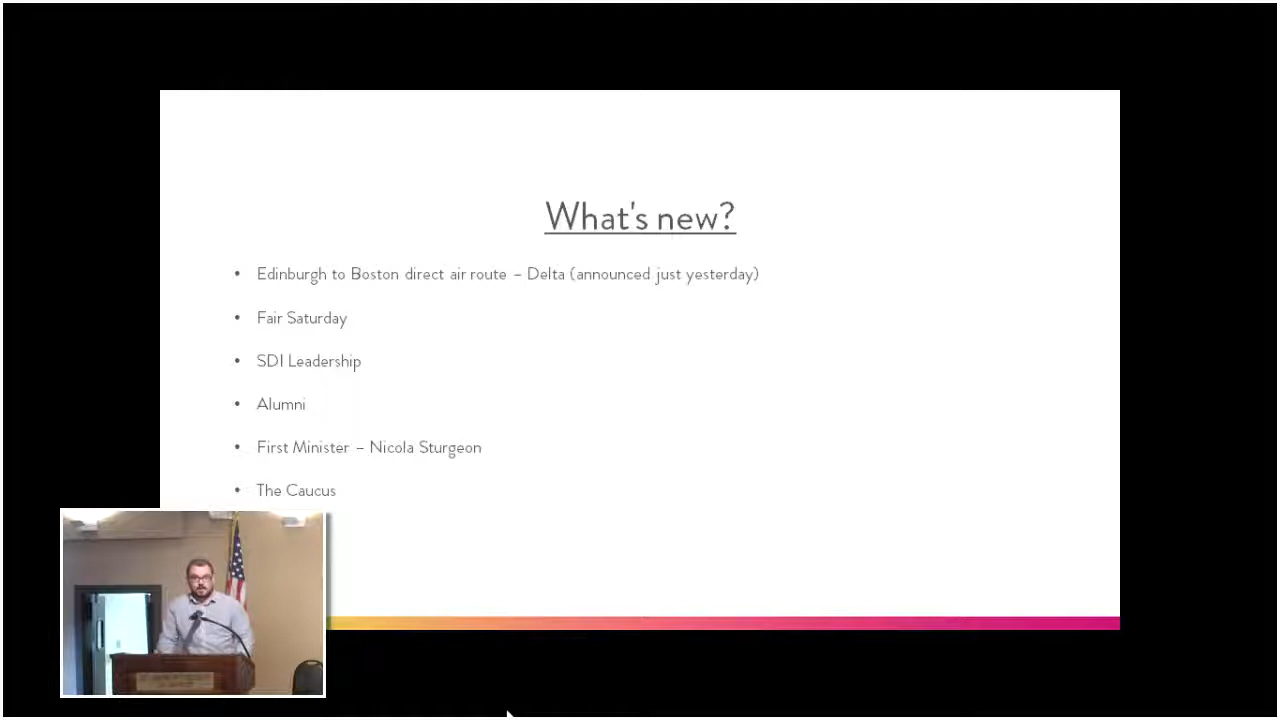 What's new?
• Edinburgh to Boston direct air route – Delta (announced just yesterday)
• Fair Saturday
• SDI Leadership
• Alumni
• First Minister – Nicola Sturgeon
• The Caucus